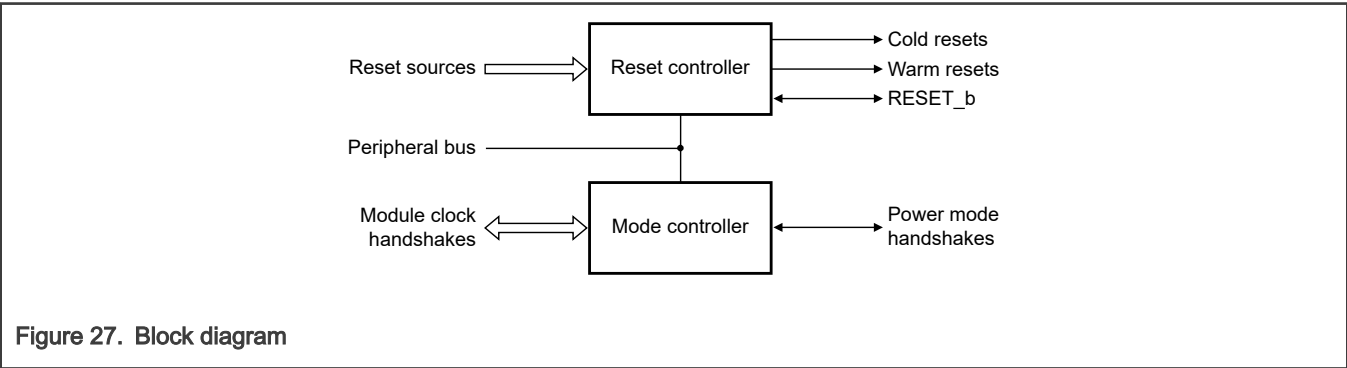 Reset sources
Reset controller
Cold resets
Warm resets
RESET_b
Peripheral bus
Module clock
handshakes
Mode controller
Power mode
handshakes
Figure 27. Block diagram